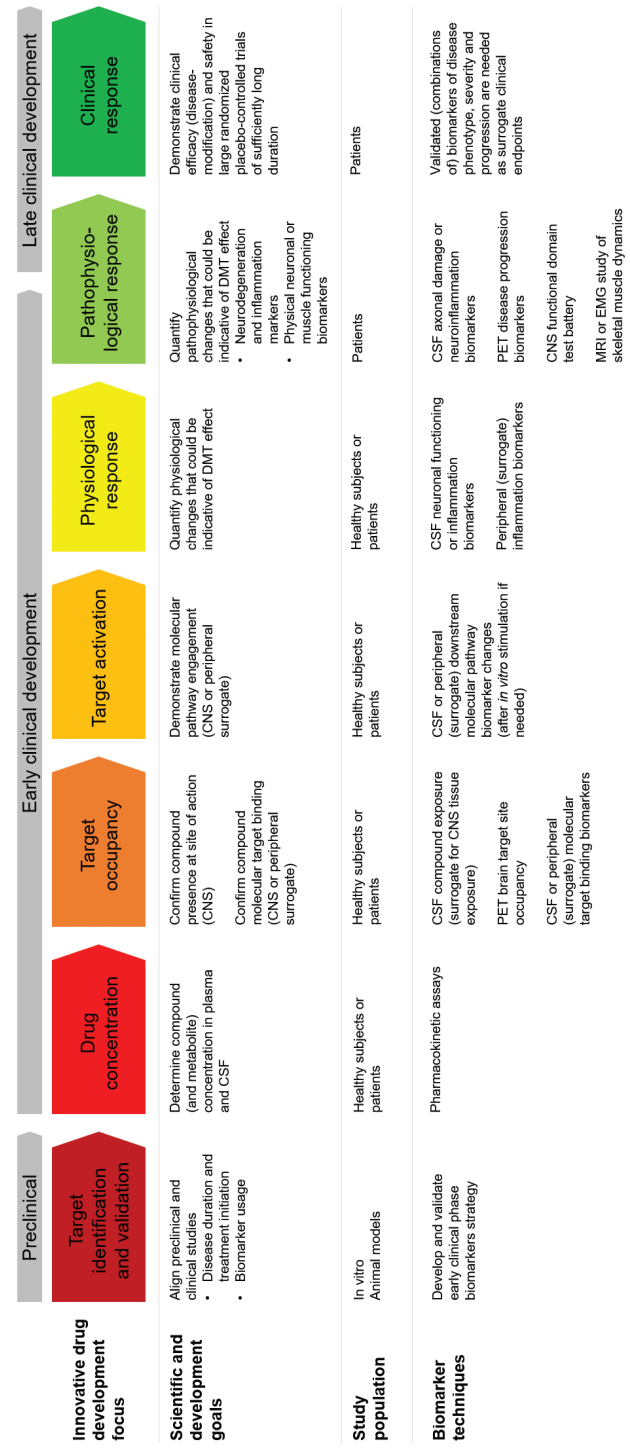 Preclinical
Early clinical development
Late clinical development
Innovative drug
development
focus
Target
identification
and validation
Drug
concentration
Target
occupancy
Target activation
Physiological
response
Pathophysio-
logical response
Clinical
response
Scientific and
development
goals
Align preclinical and
clinical studies
• Disease duration and
treatment initiation
• Biomarker usage
Determine compound
(and metabolite)
concentration in plasma
and CSF
Confirm compound
presence at site of action
(CNS)
Confirm compound
molecular target binding
(CNS or peripheral
surrogate)
Demonstrate molecular
pathway engagement
(CNS or peripheral
surrogate)
Quantify physiological
changes that could be
indicative of DMT effect
Quantify
pathophysiological
changes that could be
indicative of DMT effect
• Neurodegeneration
and inflammation
markers
• Physical neuronal or
muscle functioning
biomarkers
Demonstrate clinical
efficacy (disease-
modification) and safety in
large randomized
placebo-controlled trials
of sufficiently long
duration
Study
population
In vitro
Animal models
Healthy subjects or
patients
Healthy subjects or
patients
Healthy subjects or
patients
Healthy subjects or
patients
Patients
Patients
Biomarker
techniques
Develop and validate
early clinical phase
biomarkers strategy
Pharmacokinetic assays
CSF compound exposure
(surrogate for CNS tissue
exposure)
PET brain target site
occupancy
CSF or peripheral
(surrogate) molecular
target binding biomarkers
CSF or peripheral
(surrogate) downstream
molecular pathway
biomarker changes
(after in vitro stimulation if
needed)
CSF neuronal functioning
or inflammation
biomarkers
Peripheral (surrogate)
inflammation biomarkers
CSF axonal damage or
neuroinflammation
biomarkers
PET disease progression
biomarkers
CNS functional domain
test battery
MRI or EMG study of
skeletal muscle dynamics
Validated (combinations
of) biomarkers of disease
phenotype, severity and
progression are needed
as surrogate clinical
endpoints